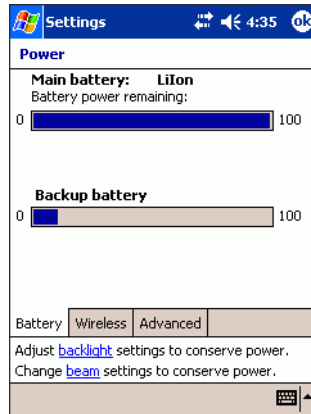 Settings 4:35 ok
Power
Main battery: LiIon
Battery power remaining:
0 100
Backup battery
0 100
Battery Wireless Advanced
Adjust backlight settings to conserve power.
Change beam settings to conserve power.